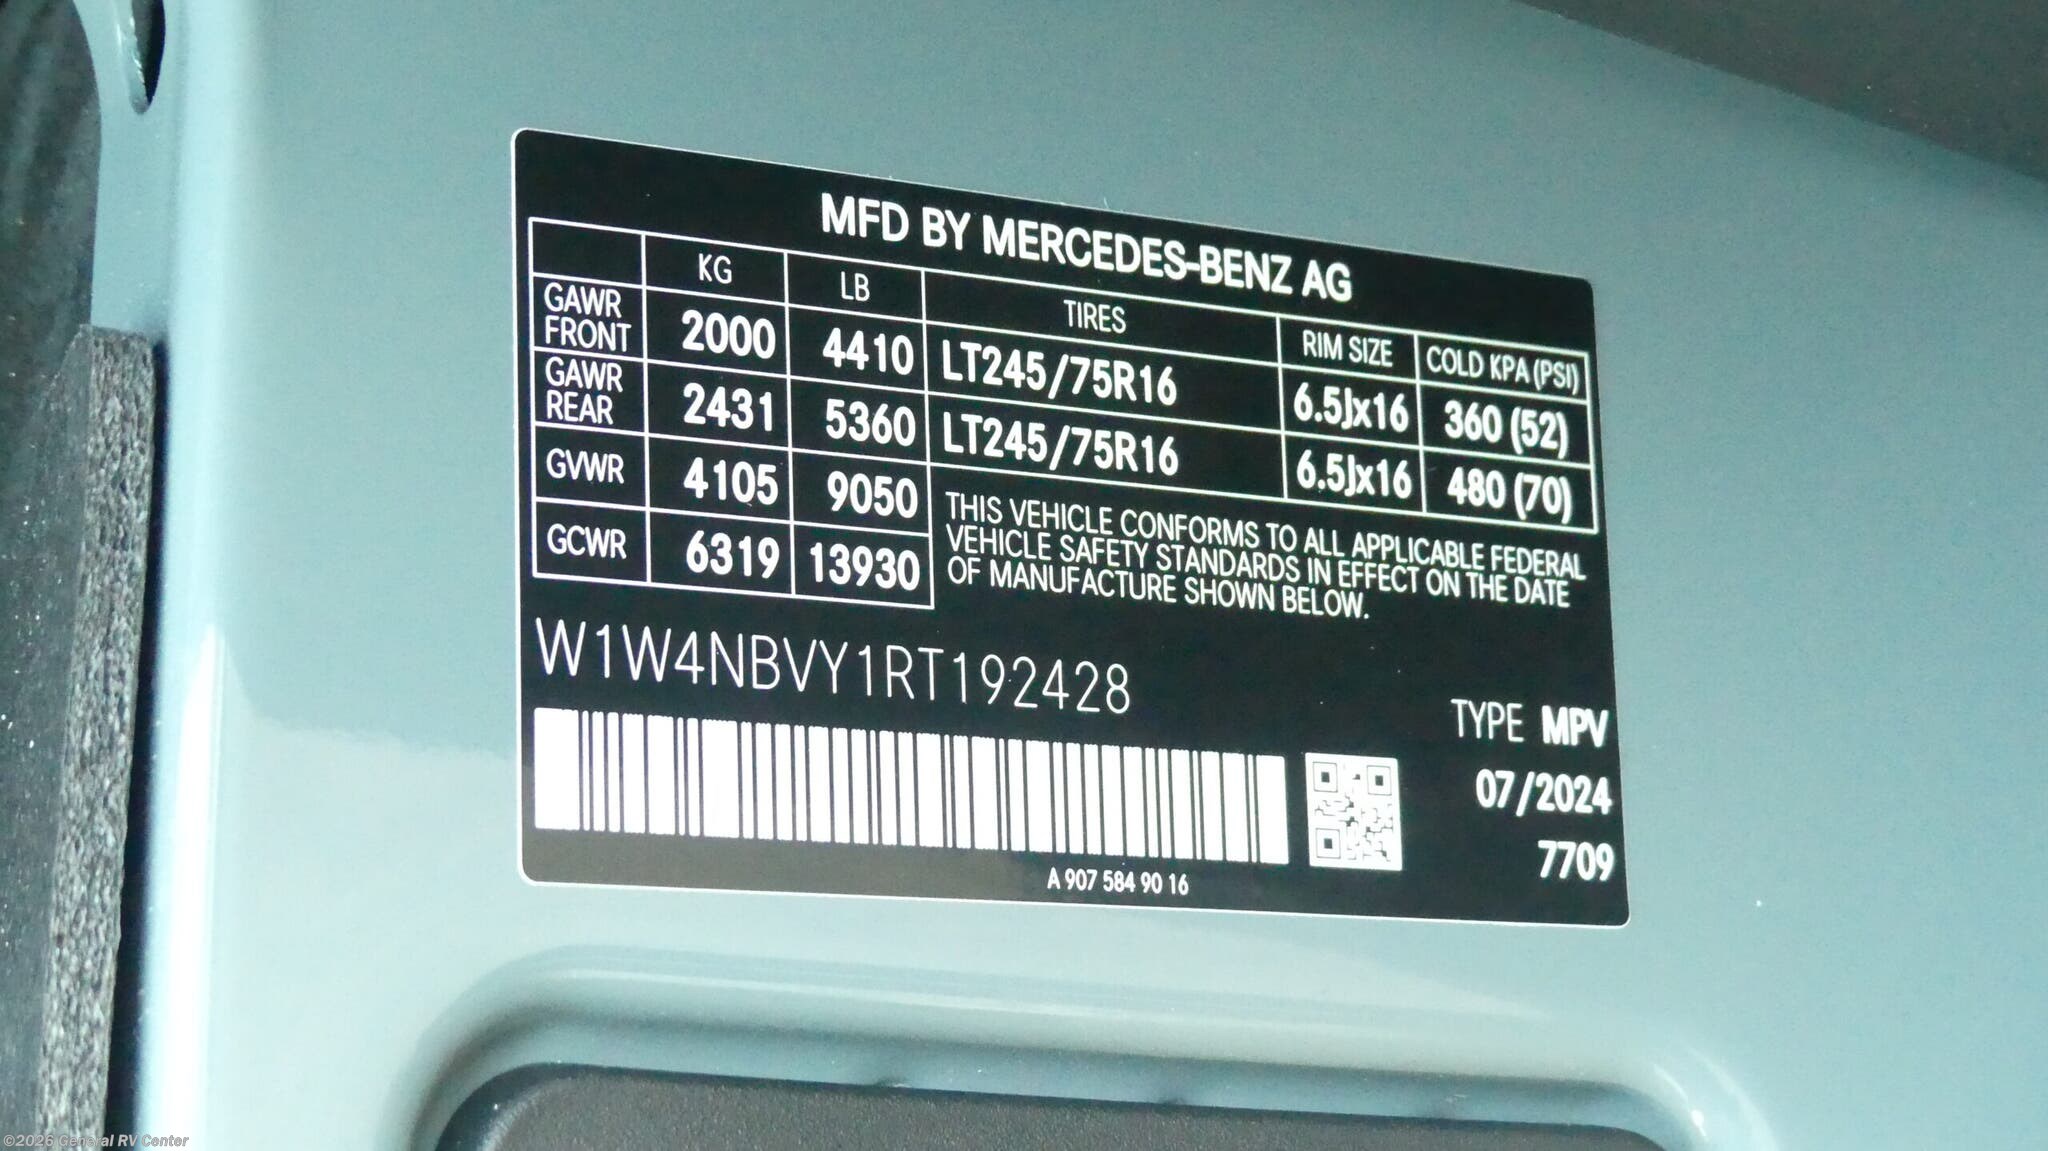 MFD BY MERCEDES-BENZ AG
KG LB TIRES RIM SIZE COLD KPA (PSI)
GAWR FRONT 2000 4410 LT245/75R16 6.5Jx16 360 (52)
GAWR REAR 2431 5360 LT245/75R16 6.5Jx16 480 (70)
GVWR 4105 9050
GCWR 6319 13930
THIS VEHICLE CONFORMS TO ALL APPLICABLE FEDERAL
VEHICLE SAFETY STANDARDS IN EFFECT ON THE DATE
OF MANUFACTURE SHOWN BELOW.
W1W4NBVY1RT192428
TYPE MPV
07/2024
7709
A 907 584 90 16
©2026 General RV Center